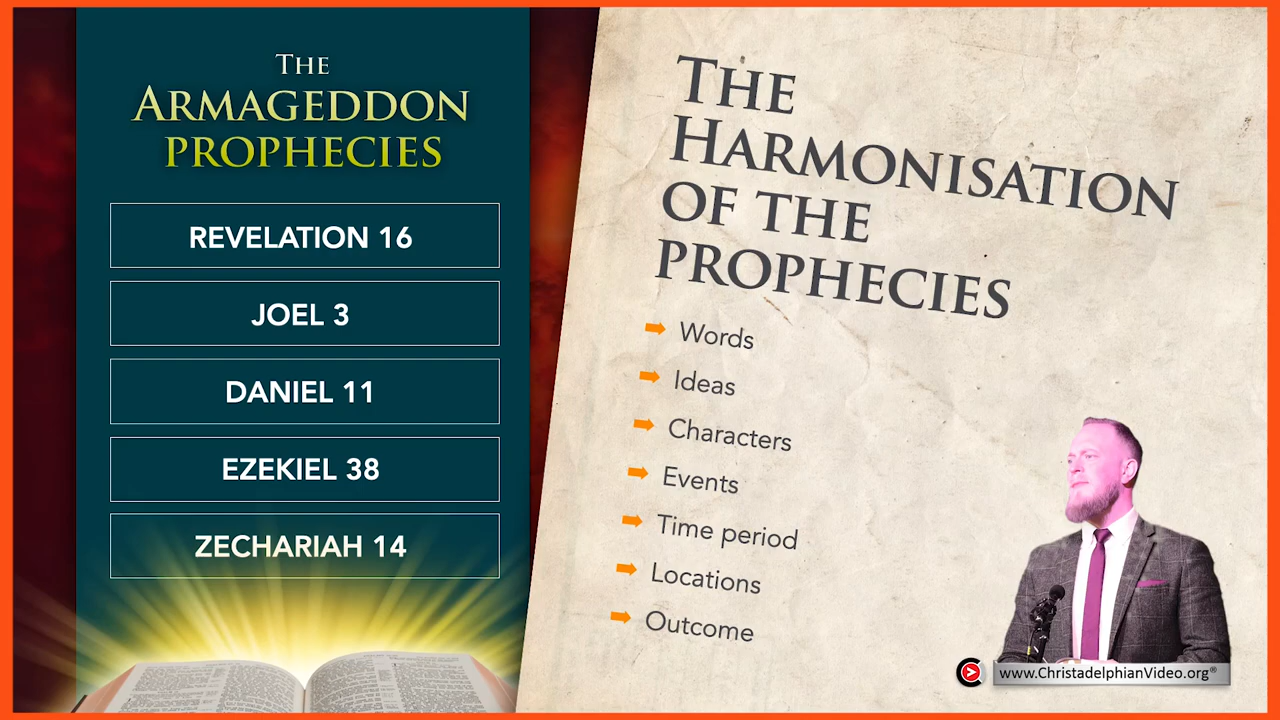 THE
ARMAGEDDON
PROPHECIES
REVELATION 16
JOEL 3
DANIEL 11
EZEKIEL 38
ZECHARIAH 14
THE
HARMONISATION
OF THE
PROPHECIES
Words
Ideas
Characters
Events
Time period
Locations
Outcome
www.ChristadelphianVideo.org®